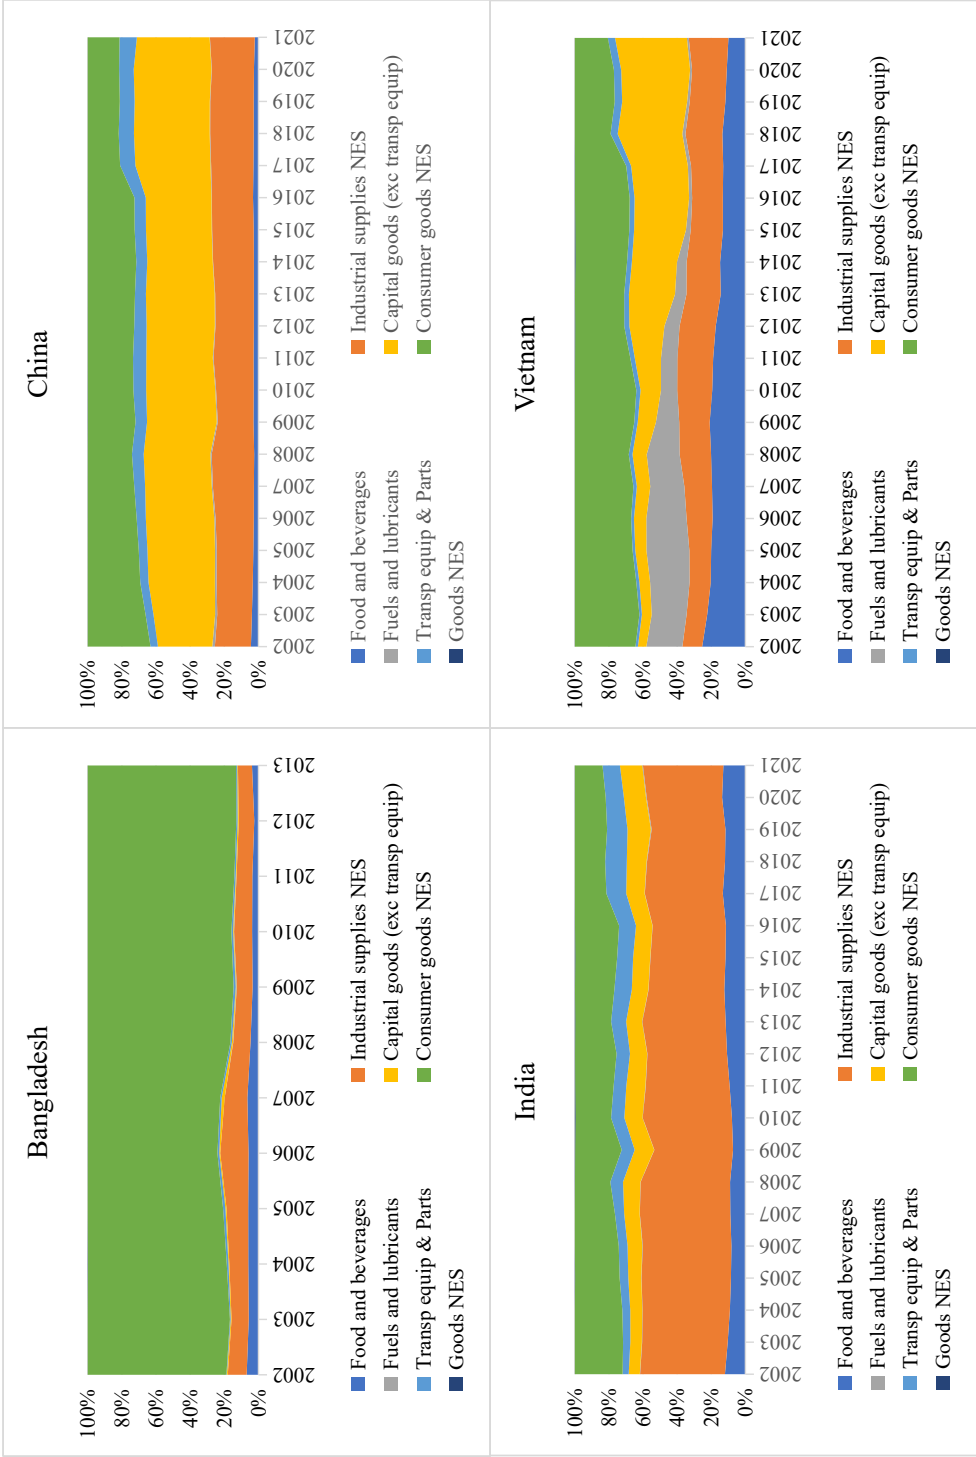 Bangladesh
100%
80%
60%
40%
20%
0%
2002 2003 2004 2005 2006 2007 2008 2009 2010 2011 2012 2013
Food and beverages Industrial supplies NES
Fuels and lubricants Capital goods (exc transp equip)
Transp equip & Parts Consumer goods NES
Goods NES
China
100%
80%
60%
40%
20%
0%
2002 2003 2004 2005 2006 2007 2008 2009 2010 2011 2012 2013 2014 2015 2016 2017 2018 2019 2020 2021
Food and beverages Industrial supplies NES
Fuels and lubricants Capital goods (exc transp equip)
Transp equip & Parts Consumer goods NES
Goods NES
India
100%
80%
60%
40%
20%
0%
2002 2003 2004 2005 2006 2007 2008 2009 2010 2011 2012 2013 2014 2015 2016 2017 2018 2019 2020 2021
Food and beverages Industrial supplies NES
Fuels and lubricants Capital goods (exc transp equip)
Transp equip & Parts Consumer goods NES
Goods NES
Vietnam
100%
80%
60%
40%
20%
0%
2002 2003 2004 2005 2006 2007 2008 2009 2010 2011 2012 2013 2014 2015 2016 2017 2018 2019 2020 2021
Food and beverages Industrial supplies NES
Fuels and lubricants Capital goods (exc transp equip)
Transp equip & Parts Consumer goods NES
Goods NES